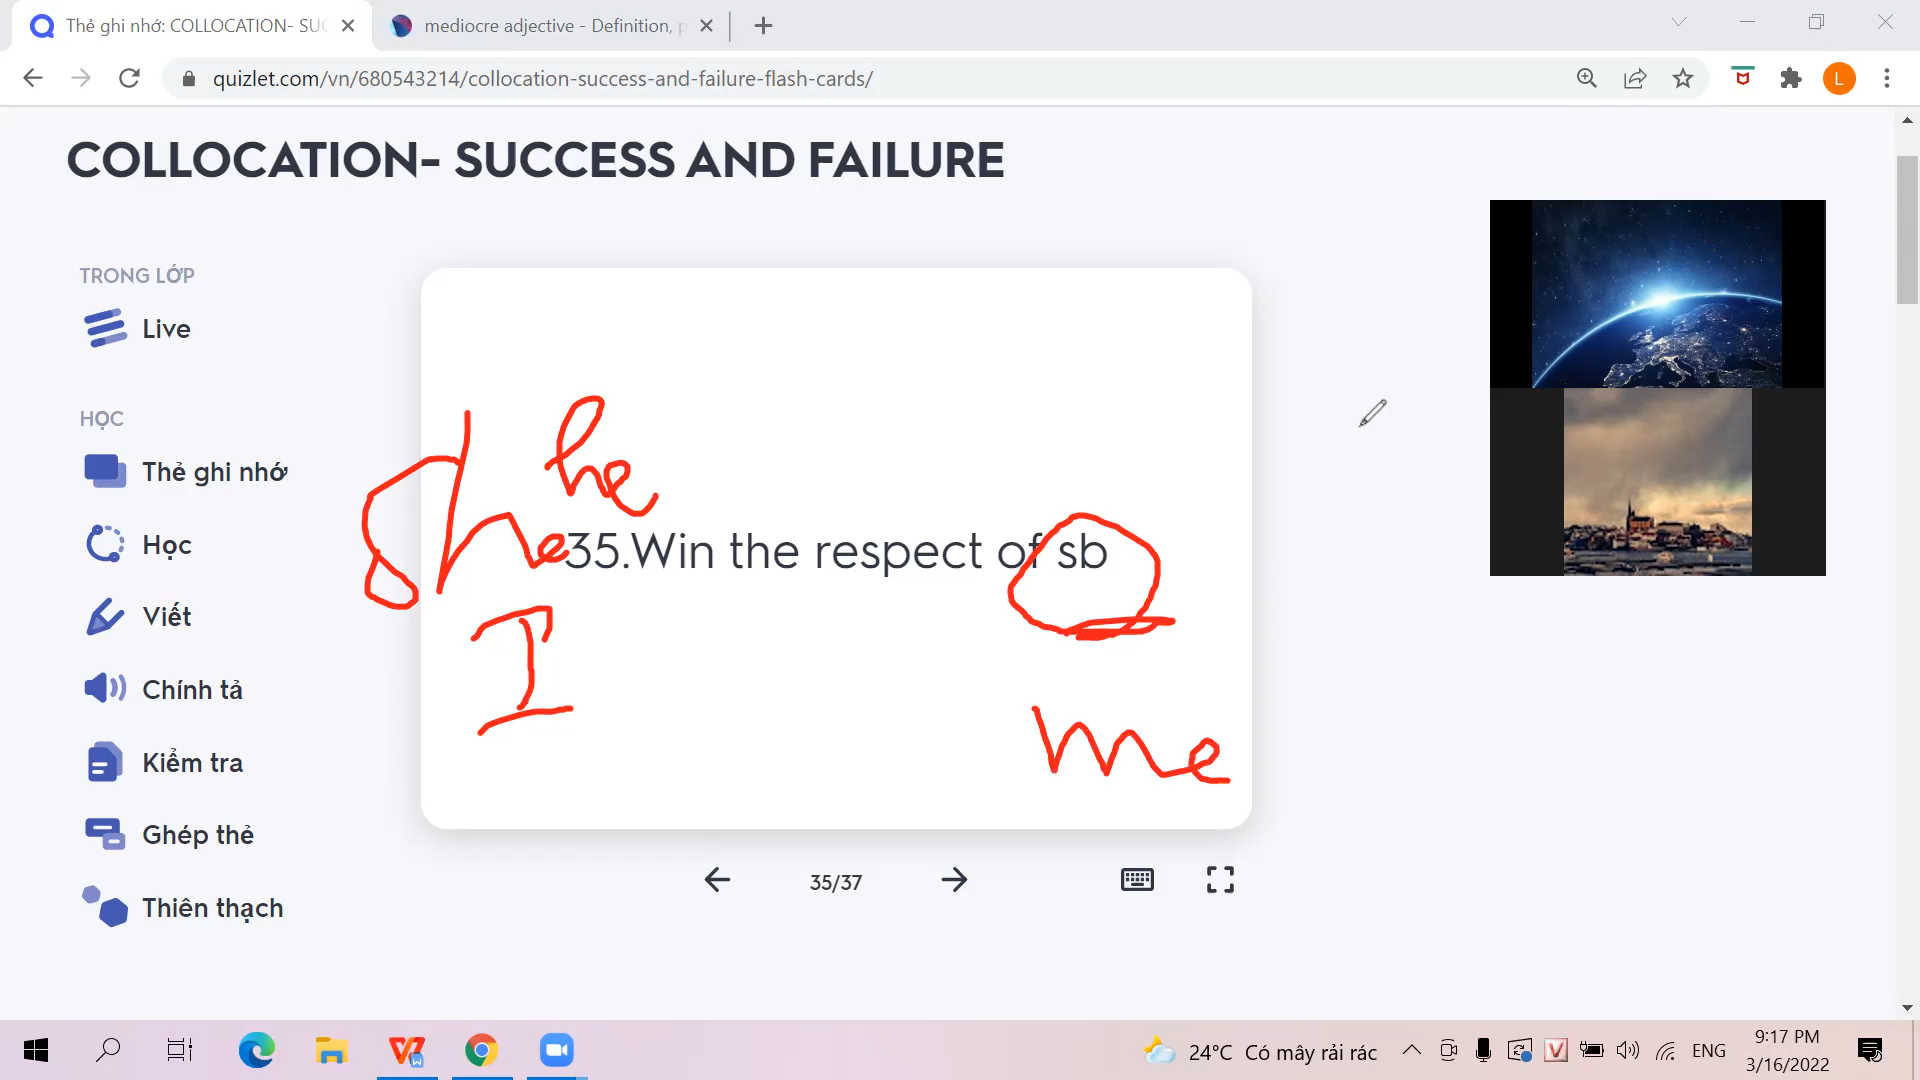 Thẻ ghi nhớ: COLLOCATION- SUC
mediocre adjective - Definition, p
quizlet.com/vn/680543214/collocation-success-and-failure-flash-cards/
L
COLLOCATION- SUCCESS AND FAILURE
TRONG LỚP
Live
HỌC
Thẻ ghi nhớ
Học
Viết
Chính tả
Kiểm tra
Ghép thẻ
Thiên thạch
he
she
35.Win the respect of sb
I
me
35/37
24°C Có mây rải rác
ENG
9:17 PM
3/16/2022